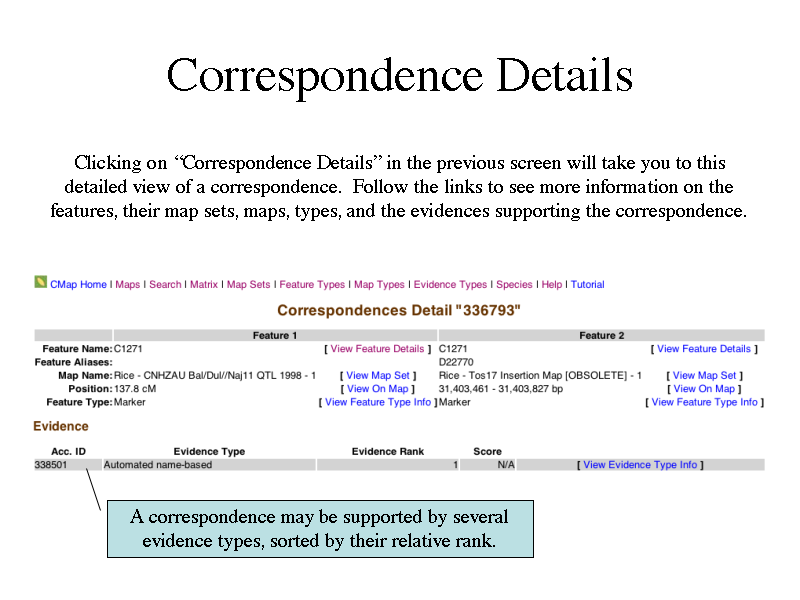 Correspondence Details
Clicking on “Correspondence Details” in the previous screen will take you to this
detailed view of a correspondence. Follow the links to see more information on the
features, their map sets, maps, types, and the evidences supporting the correspondence.
CMap Home | Maps | Search | Matrix | Map Sets | Feature Types | Map Types | Evidence Types | Species | Help | Tutorial
Correspondences Detail "336793"
Feature 1 Feature 2
Feature Name: C1271 [ View Feature Details ] C1271 [ View Feature Details ]
Feature Aliases: D22770
Map Name: Rice - CNHZAU Bal/Dul//Naj11 QTL 1998 - 1 [ View Map Set ] Rice - Tos17 Insertion Map [OBSOLETE] - 1 [ View Map Set ]
Position: 137.8 cM [ View On Map ] 31,403,461 - 31,403,827 bp [ View On Map ]
Feature Type: Marker [ View Feature Type Info ] Marker [ View Feature Type Info ]
Evidence
Acc. ID Evidence Type Evidence Rank Score
338501 Automated name-based 1 N/A [ View Evidence Type Info ]
A correspondence may be supported by several
evidence types, sorted by their relative rank.